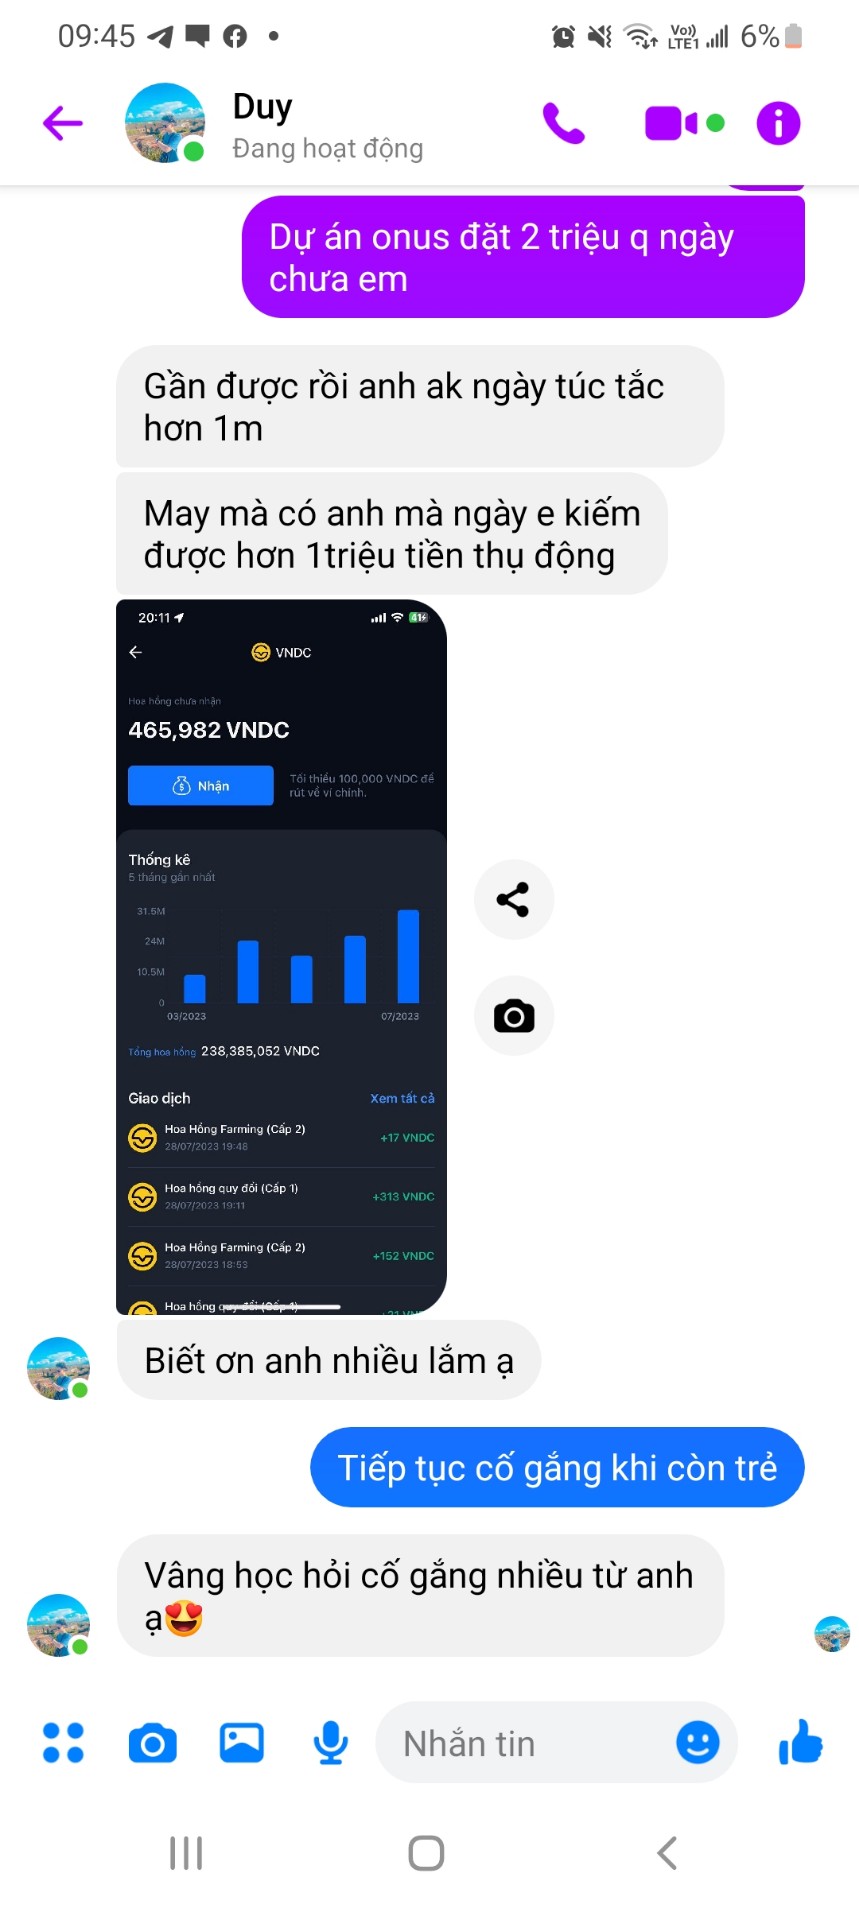 09:45
Vo))
LTE1
6%
Duy
Đang hoạt động
Dự án onus đặt 2 triệu q ngày
chưa em
Gần được rồi anh ak ngày túc tắc
hơn 1m
May mà có anh mà ngày e kiếm
được hơn 1triệu tiền thụ động
20:11
41
VNDC
Hoa hồng chưa nhận
465,982 VNDC
Nhận
Tối thiểu 100,000 VNDC để
rút về ví chính.
Thống kê
5 tháng gần nhất
31.5M
24M
10.5M
0
03/2023
07/2023
Tổng hoa hồng 238,385,052 VNDC
Giao dịch
Xem tất cả
Hoa Hồng Farming (Cấp 2)
+17 VNDC
28/07/2023 19:48
Hoa hồng quy đổi (Cấp 1)
+313 VNDC
28/07/2023 19:11
Hoa Hồng Farming (Cấp 2)
+152 VNDC
28/07/2023 18:53
Hoa hồng quy đổi (Cấp 1)
Biết ơn anh nhiều lắm ạ
Tiếp tục cố gắng khi còn trẻ
Vâng học hỏi cố gắng nhiều từ anh
ạ😍
Nhắn tin